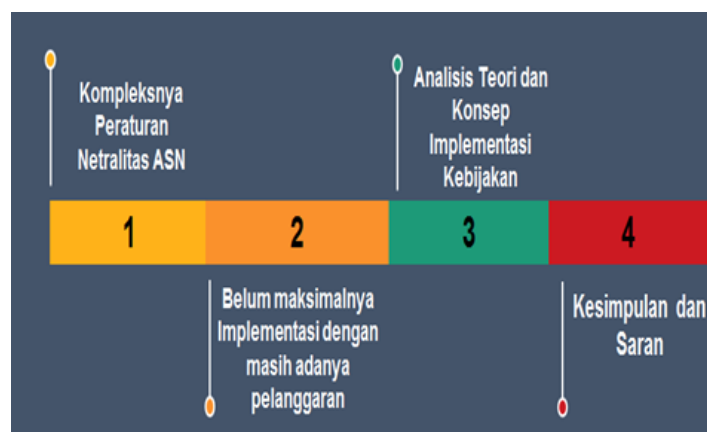 Kompleksnya
Peraturan
Netralitas ASN
Analisis Teori dan
Konsep
Implementasi
Kebijakan
1
2
3
4
Belum maksimalnya
Implementasi dengan
masih adanya
pelanggaran
Kesimpulan dan
Saran